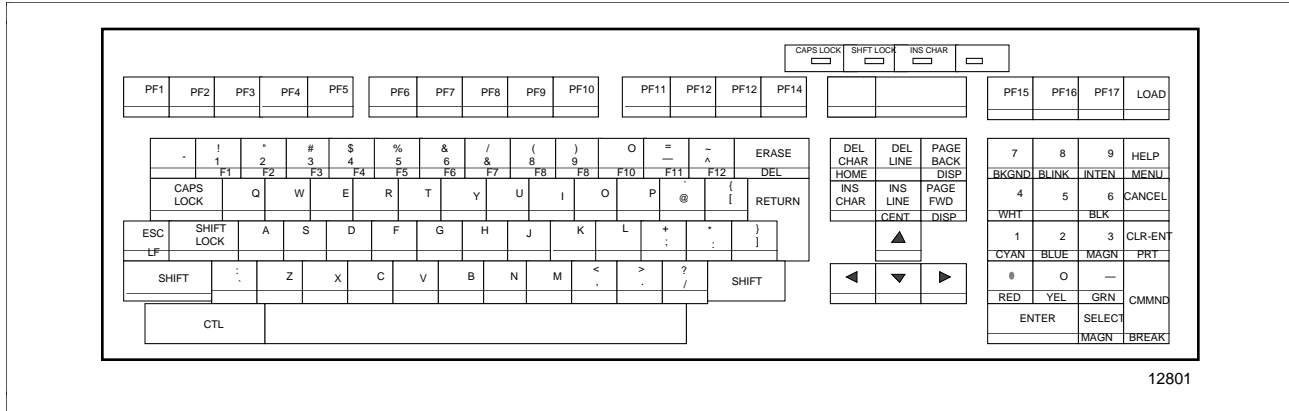 CAPS LOCK SHFT LOCK INS CHAR
PF1 PF2 PF3 PF4 PF5 PF6 PF7 PF8 PF9 PF10 PF11 PF12 PF12 PF14 PF15 PF16 PF17 LOAD
- ! " # $ % & / ( ) O = ~ ERASE DEL CHAR DEL LINE PAGE BACK 7 8 9 HELP
1 2 3 4 5 6 & 8 9 — ^
F1 F2 F3 F4 F5 F6 F7 F8 F8 F10 F11 F12 DEL HOME DISP BKGND BLINK INTEN MENU
CAPS LOCK Q W E R T Y U I O P ` @ { [ RETURN INS CHAR INS LINE PAGE FWD 4 5 6 CANCEL
CENT DISP WHT BLK
ESC SHIFT LOCK A S D F G H J K L + ; * : } ] 1 2 3 CLR-ENT
LF CYAN BLUE MAGN PRT
SHIFT : ` Z X C V B N M < , > . ? / SHIFT O —
RED YEL GRN CMMND
CTL ENTER SELECT
MAGN BREAK
12801